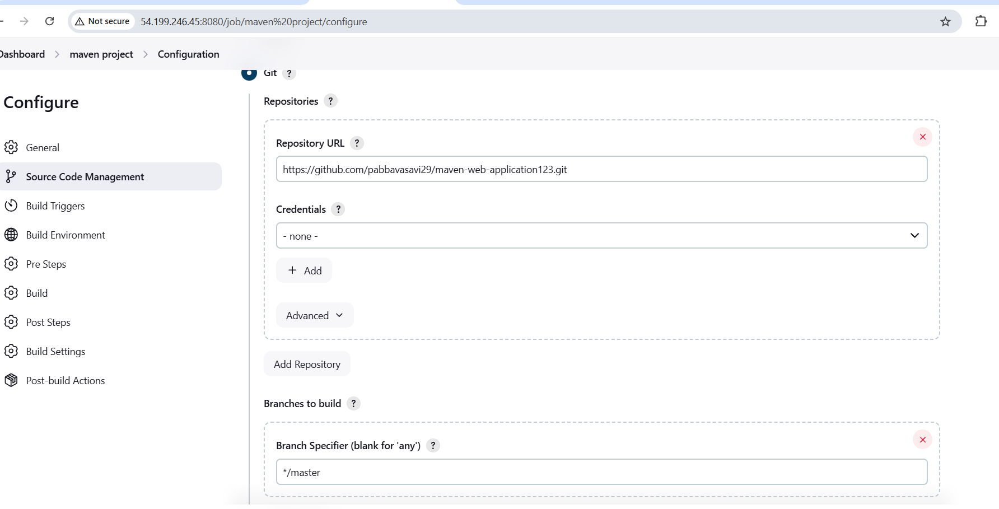 Not secure 54.199.246.45:8080/job/maven%20project/configure
Dashboard > maven project > Configuration
Git ?
Configure
General
Source Code Management
Build Triggers
Build Environment
Pre Steps
Build
Post Steps
Build Settings
Post-build Actions
Repositories ?
Repository URL ?
https://github.com/pabbavasavi29/maven-web-application123.git
Credentials ?
- none -
+ Add
Advanced
Add Repository
Branches to build ?
Branch Specifier (blank for 'any') ?
*/master